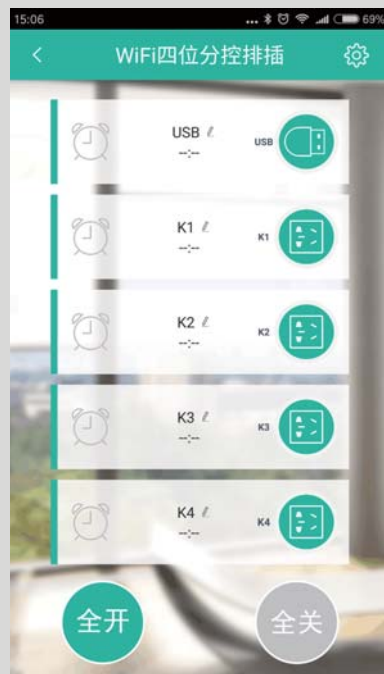 15:06 ... 69%
WiFi四位分控排插
USB
--:--
USB
K1
--:--
K1
K2
--:--
K2
K3
--:--
K3
K4
--:--
K4
全开 全关